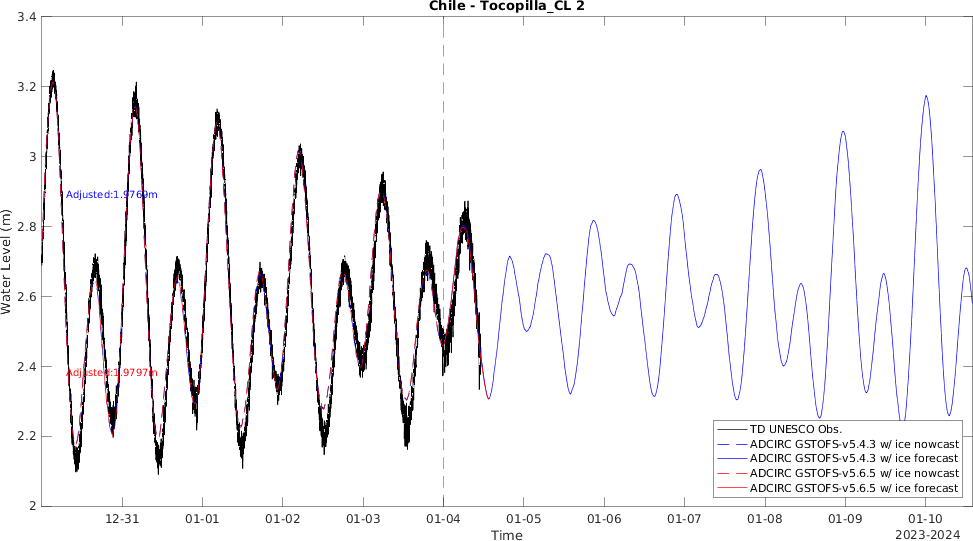 Chile - Tocopilla_CL 2
3.4
3.2
3
2.8
2.6
2.4
2.2
2
Water Level (m)
Adjusted:1.9769m
Adjusted:1.9797m
TD UNESCO Obs.
ADCIRC GSTOFS-v5.4.3 w/ ice nowcast
ADCIRC GSTOFS-v5.4.3 w/ ice forecast
ADCIRC GSTOFS-v5.6.5 w/ ice nowcast
ADCIRC GSTOFS-v5.6.5 w/ ice forecast
12-31 01-01 01-02 01-03 01-04 01-05 01-06 01-07 01-08 01-09 01-10
Time
2023-2024